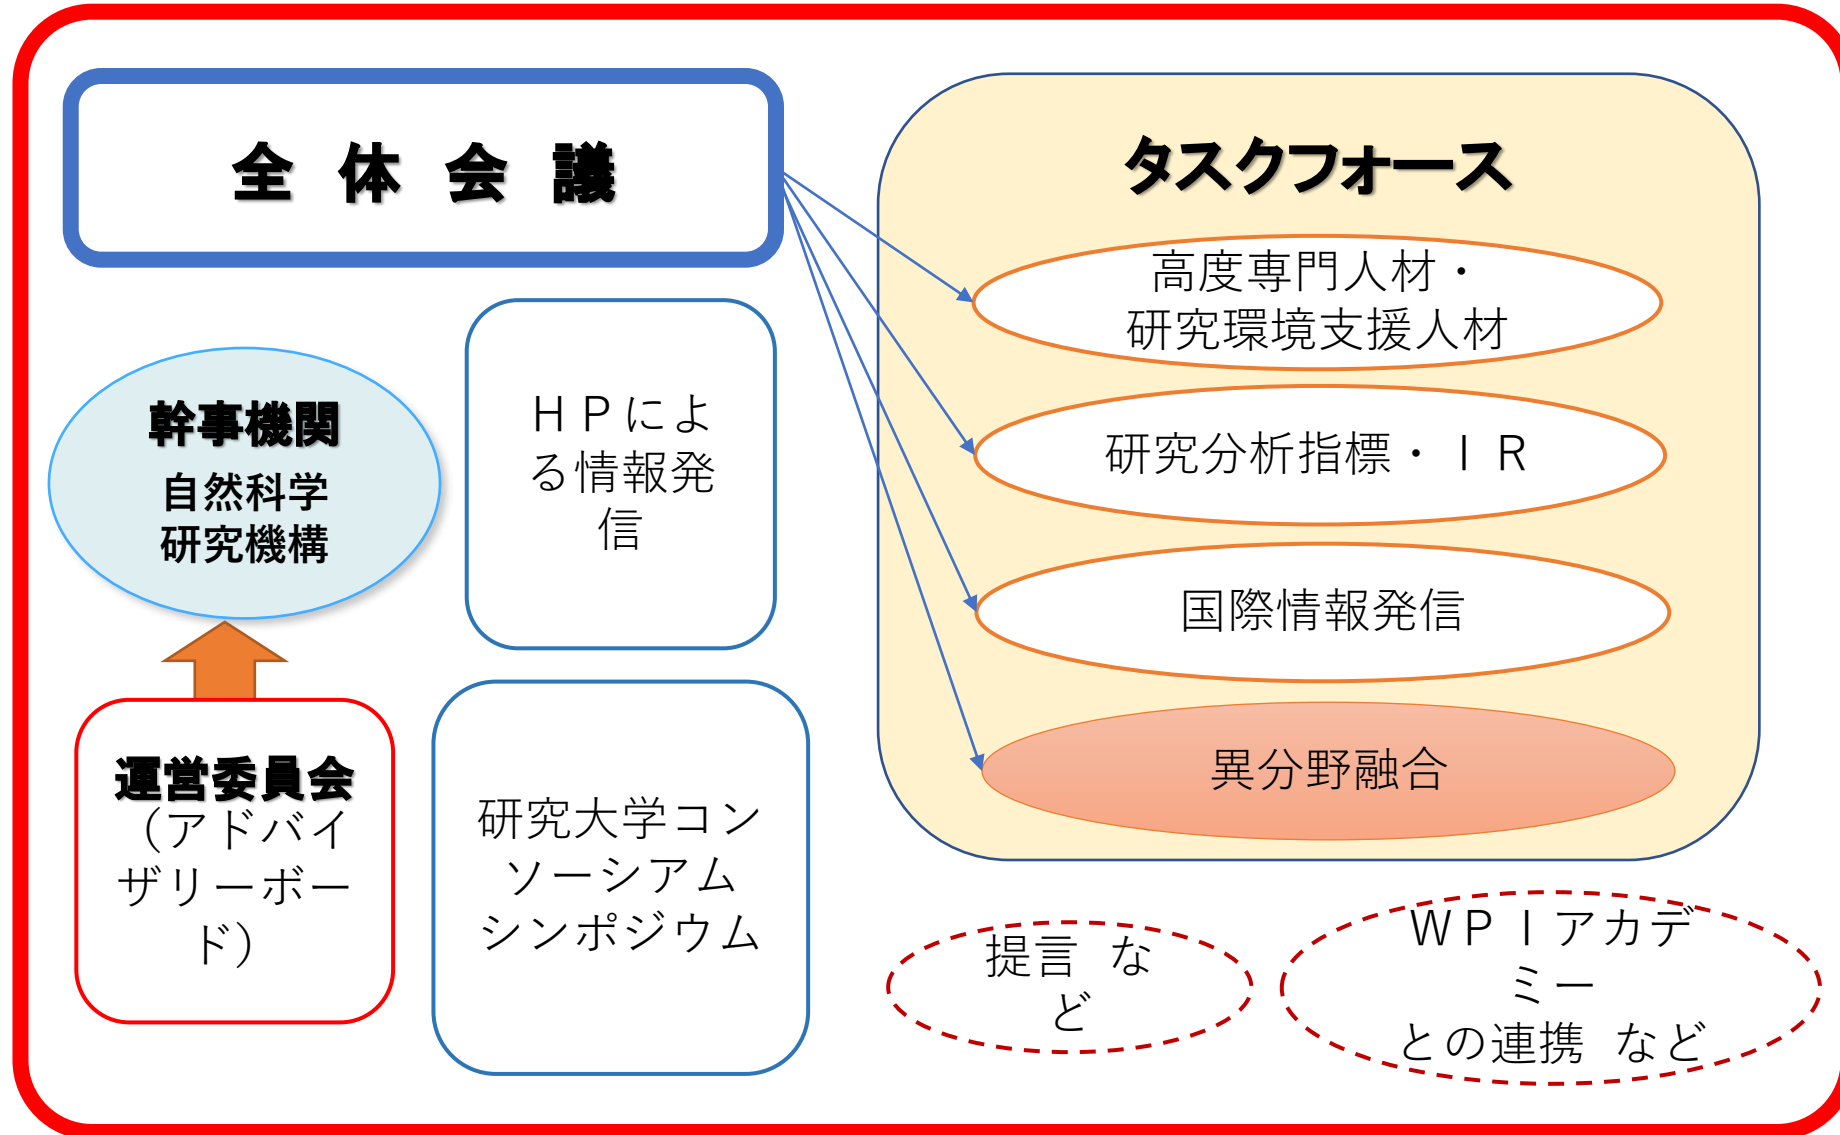 全　体　会　議
タスクフォース
高度専門人材・
研究環境支援人材
研究分析指標・ＩＲ
国際情報発信
異分野融合
幹事機関
自然科学
研究機構
ＨＰによ
る情報発
信
運営委員会
（アドバイ
ザリーボー
ド）
研究大学コン
ソーシアム
シンポジウム
提言　な
ど
ＷＰＩアカデ
ミー
との連携　など